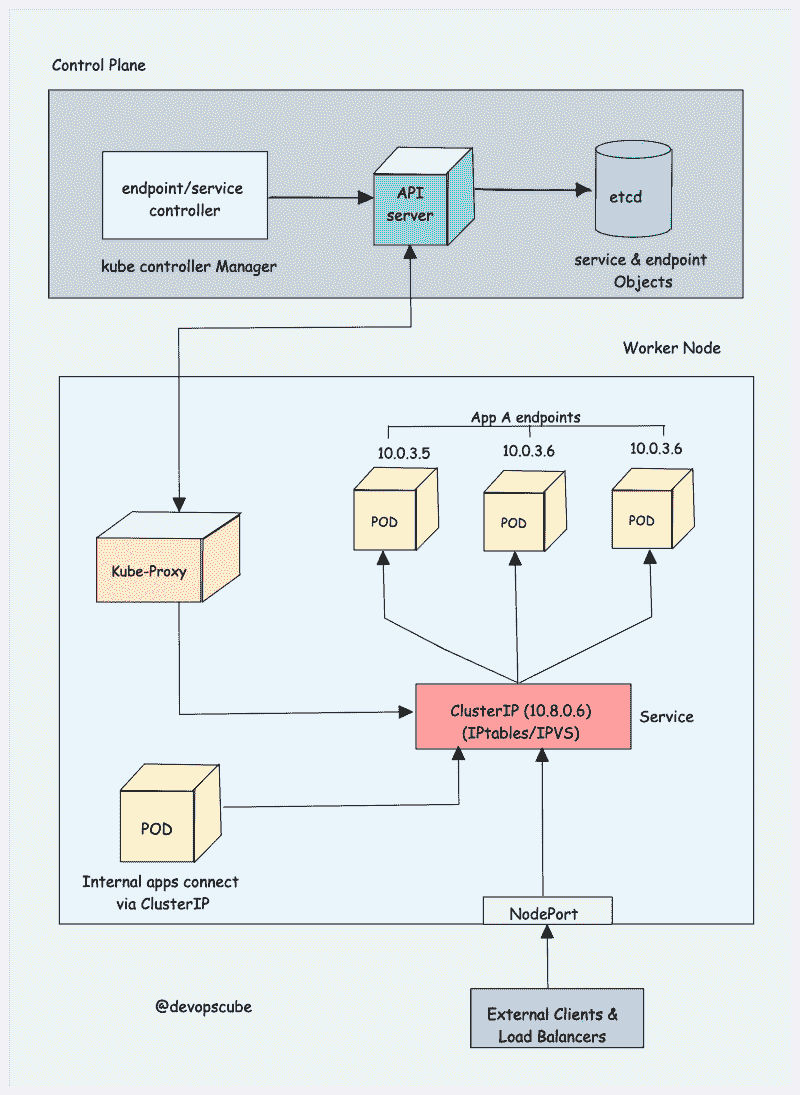 Control Plane
endpoint/service
controller
API
server
etcd
kube controller Manager
service & endpoint
Objects
Worker Node
App A endpoints
10.0.3.5
10.0.3.6
10.0.3.6
POD
POD
POD
Kube-Proxy
ClusterIP (10.8.0.6)
(IPtables/IPVS)
Service
POD
Internal apps connect
via ClusterIP
NodePort
@devopscube
External Clients &
Load Balancers